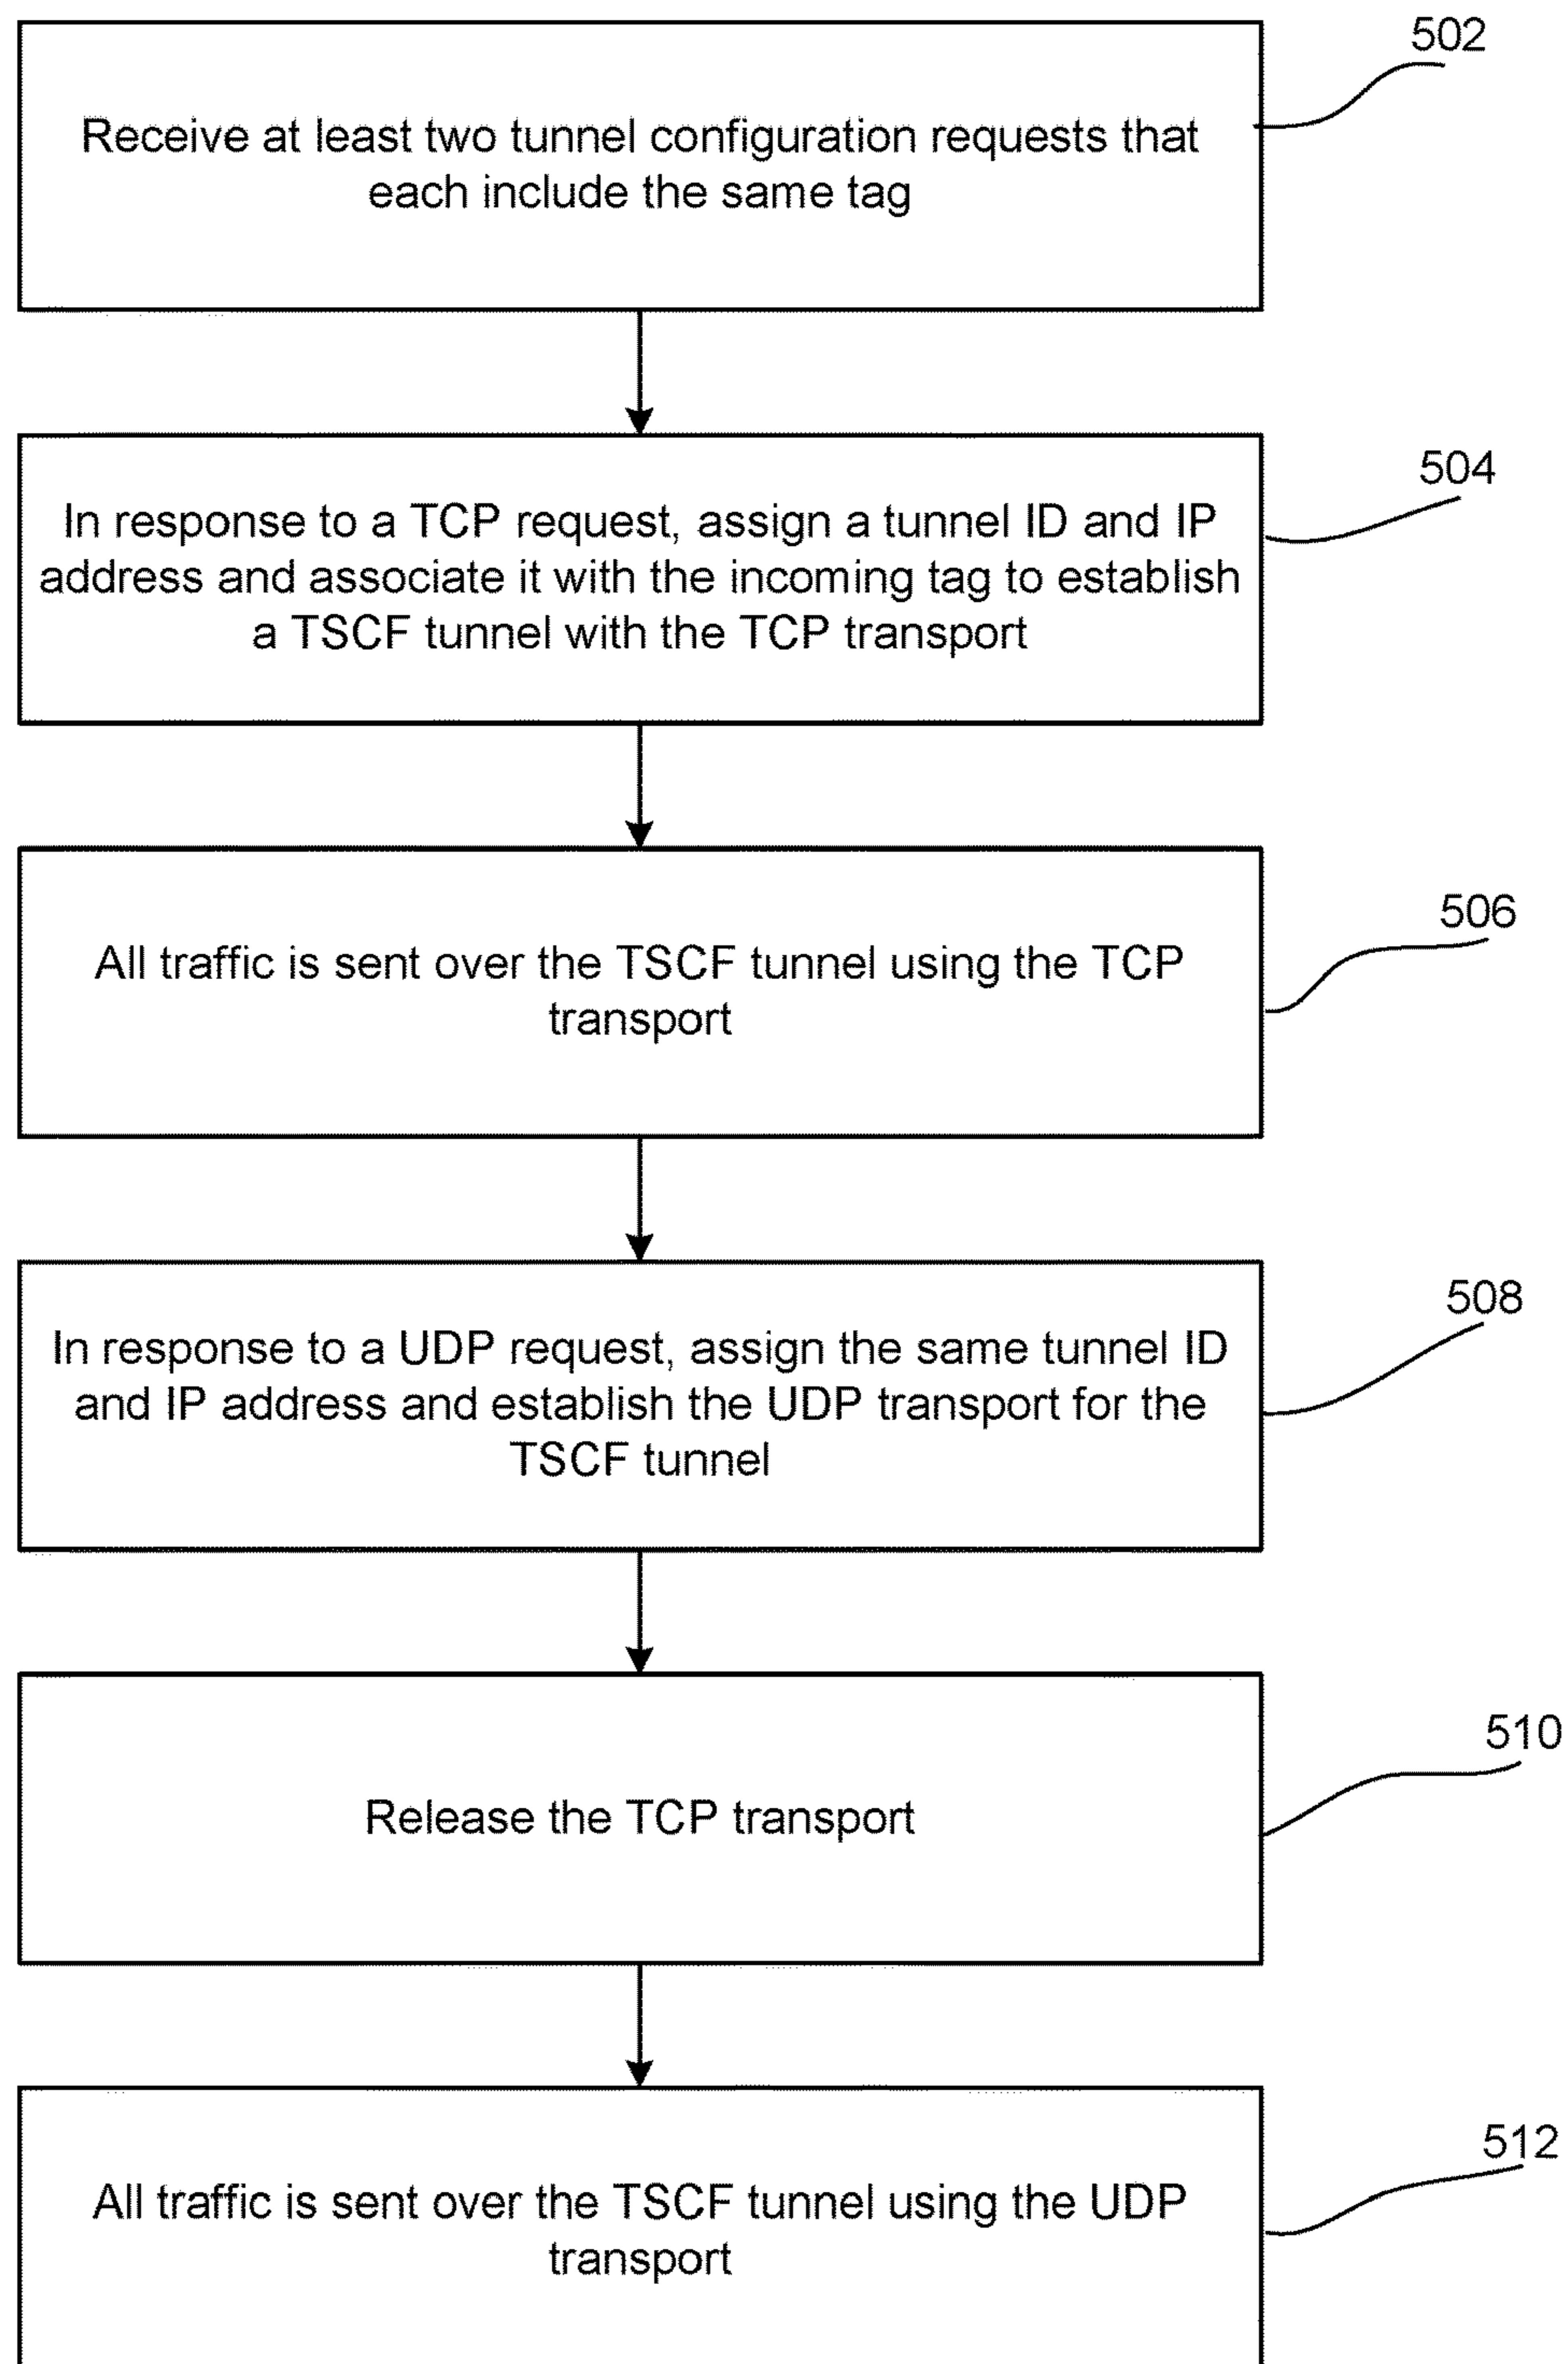 502
Receive at least two tunnel configuration requests that
each include the same tag
504
In response to a TCP request, assign a tunnel ID and IP
address and associate it with the incoming tag to establish
a TSCF tunnel with the TCP transport
506
All traffic is sent over the TSCF tunnel using the TCP
transport
508
In response to a UDP request, assign the same tunnel ID
and IP address and establish the UDP transport for the
TSCF tunnel
510
Release the TCP transport
512
All traffic is sent over the TSCF tunnel using the UDP
transport